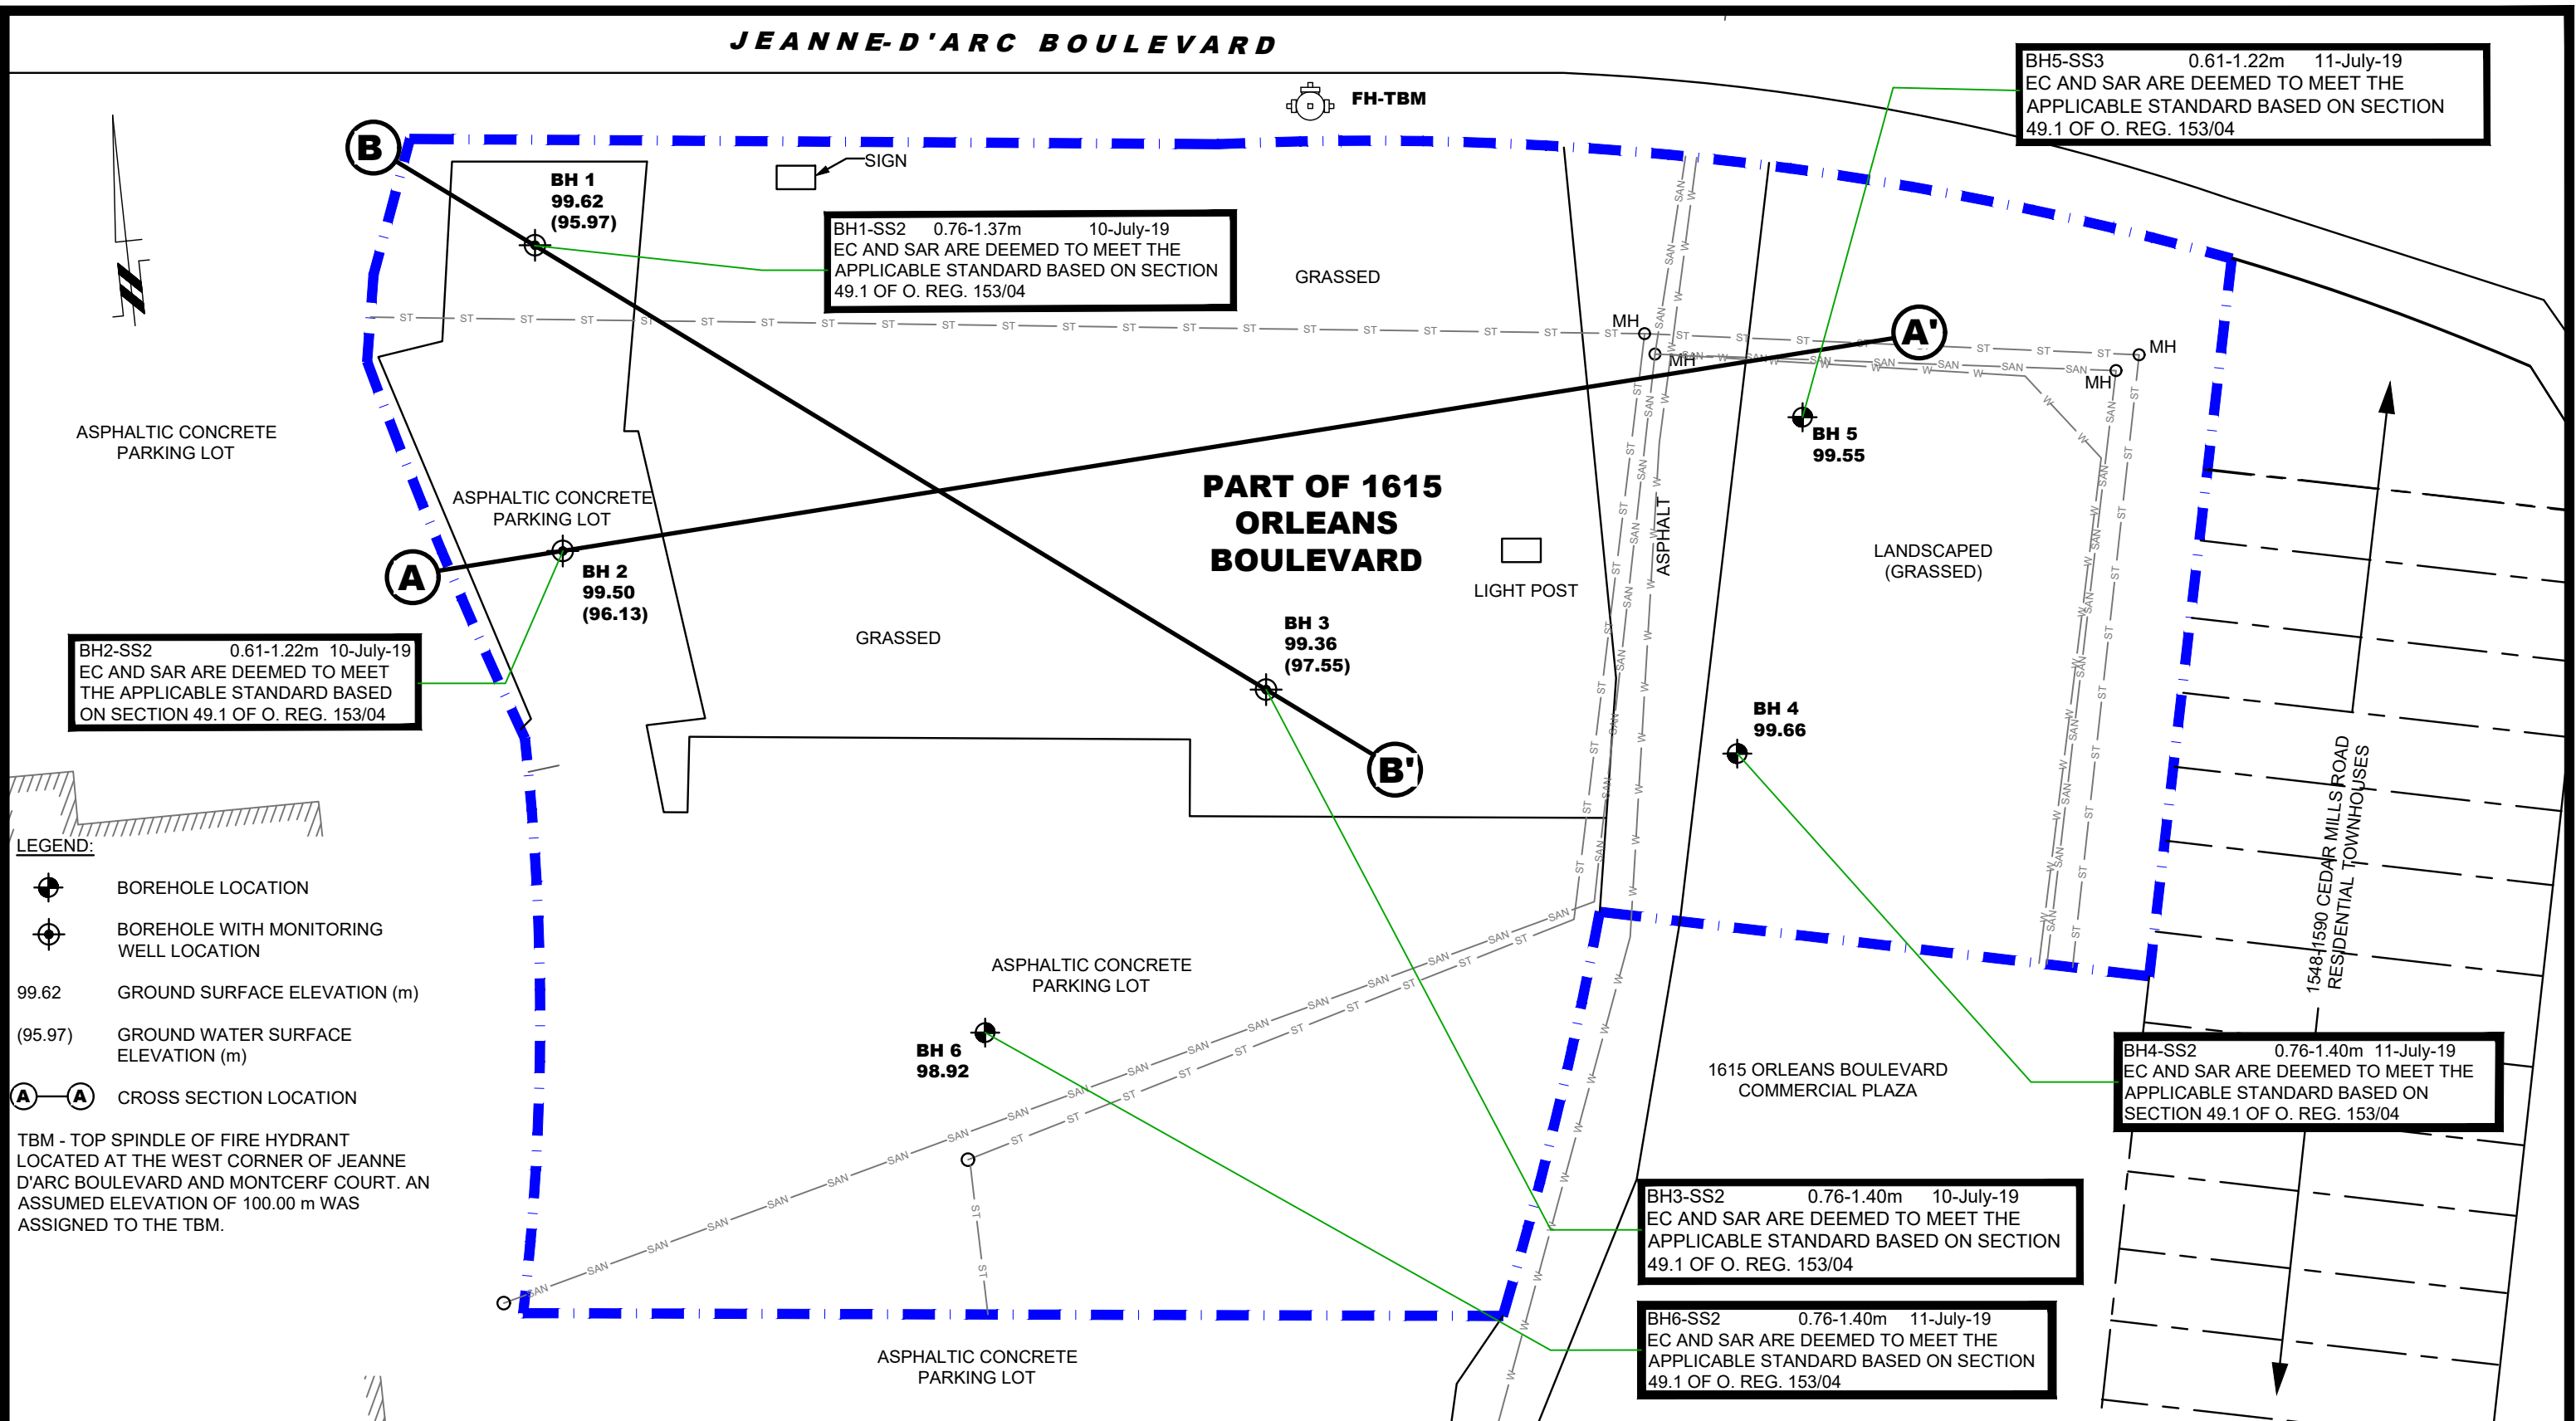 JEANNE-D'ARC BOULEVARD
FH-TBM
BH5-SS3 0.61-1.22m 11-July-19
EC AND SAR ARE DEEMED TO MEET THE
APPLICABLE STANDARD BASED ON SECTION
49.1 OF O. REG. 153/04
B
SIGN
BH 1
99.62
(95.97)
BH1-SS2 0.76-1.37m 10-July-19
EC AND SAR ARE DEEMED TO MEET THE
APPLICABLE STANDARD BASED ON SECTION
49.1 OF O. REG. 153/04
GRASSED
MH
A'
MH
MH
MH
ASPHALTIC CONCRETE
PARKING LOT
BH 5
99.55
ASPHALTIC CONCRETE
PARKING LOT
PART OF 1615
ORLEANS
BOULEVARD
ASPHALT
LANDSCAPED
(GRASSED)
A
BH 2
99.50
(96.13)
LIGHT POST
GRASSED
BH 3
99.36
(97.55)
BH2-SS2 0.61-1.22m 10-July-19
EC AND SAR ARE DEEMED TO MEET
THE APPLICABLE STANDARD BASED
ON SECTION 49.1 OF O. REG. 153/04
BH 4
99.66
B'
1548-1590 CEDAR MILLS ROAD
RESIDENTIAL TOWNHOUSES
LEGEND:
BOREHOLE LOCATION
BOREHOLE WITH MONITORING
WELL LOCATION
99.62 GROUND SURFACE ELEVATION (m)
(95.97) GROUND WATER SURFACE
ELEVATION (m)
A A CROSS SECTION LOCATION
TBM - TOP SPINDLE OF FIRE HYDRANT
LOCATED AT THE WEST CORNER OF JEANNE
D'ARC BOULEVARD AND MONTCERF COURT. AN
ASSUMED ELEVATION OF 100.00 m WAS
ASSIGNED TO THE TBM.
ASPHALTIC CONCRETE
PARKING LOT
BH 6
98.92
1615 ORLEANS BOULEVARD
COMMERCIAL PLAZA
BH4-SS2 0.76-1.40m 11-July-19
EC AND SAR ARE DEEMED TO MEET THE
APPLICABLE STANDARD BASED ON
SECTION 49.1 OF O. REG. 153/04
BH3-SS2 0.76-1.40m 10-July-19
EC AND SAR ARE DEEMED TO MEET THE
APPLICABLE STANDARD BASED ON SECTION
49.1 OF O. REG. 153/04
BH6-SS2 0.76-1.40m 11-July-19
EC AND SAR ARE DEEMED TO MEET THE
APPLICABLE STANDARD BASED ON SECTION
49.1 OF O. REG. 153/04
ASPHALTIC CONCRETE
PARKING LOT
ST
SAN
W